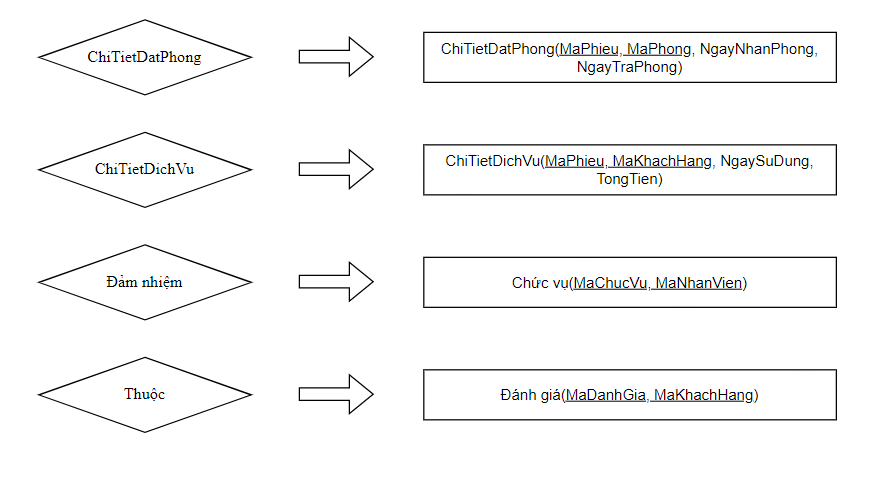 ChiTietDatPhong
ChiTietDatPhong(MaPhieu, MaPhong, NgayNhanPhong,
NgayTraPhong)
ChiTietDichVu
ChiTietDichVu(MaPhieu, MaKhachHang, NgaySuDung,
TongTien)
Đảm nhiệm
Chức vụ(MaChucVu, MaNhanVien)
Thuộc
Đánh giá(MaDanhGia, MaKhachHang)